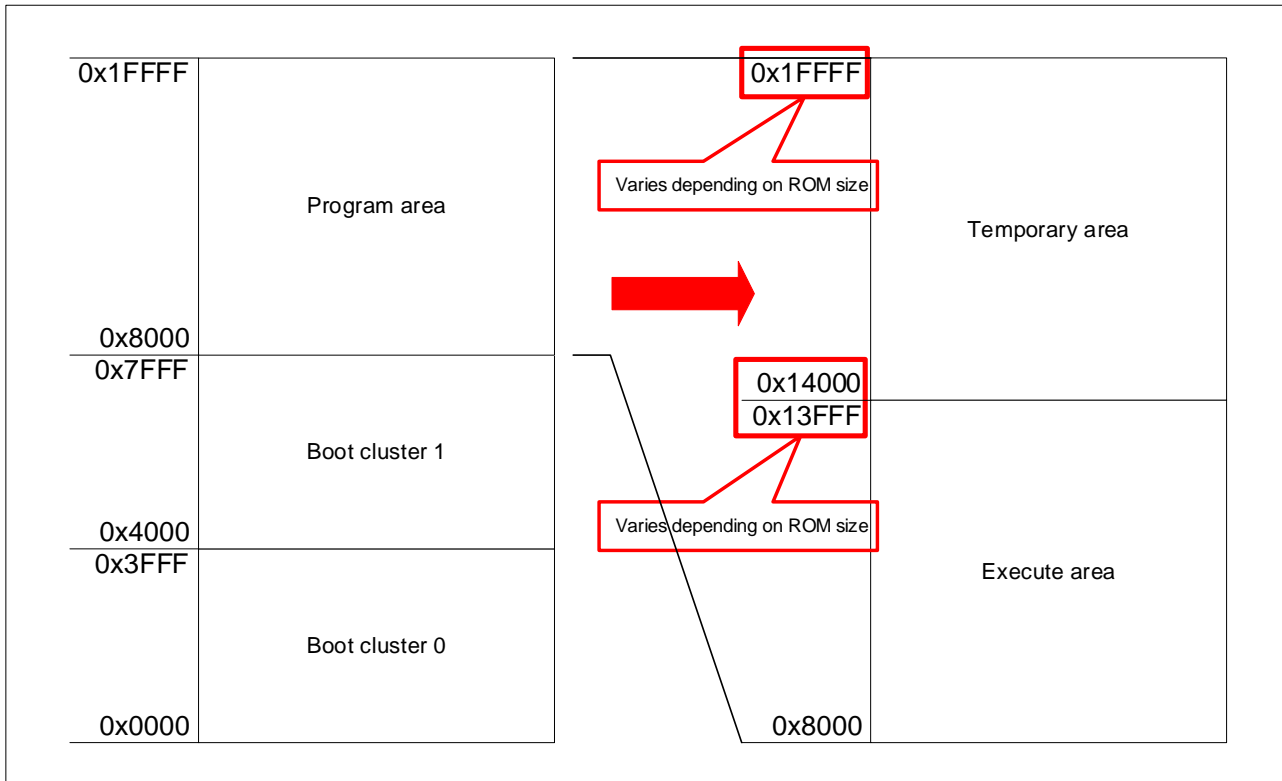 0x1FFFF
Program area
0x8000
0x7FFF
Boot cluster 1
0x4000
0x3FFF
Boot cluster 0
0x0000
0x1FFFF
Varies depending on ROM size
Temporary area
0x14000
0x13FFF
Varies depending on ROM size
Execute area
0x8000